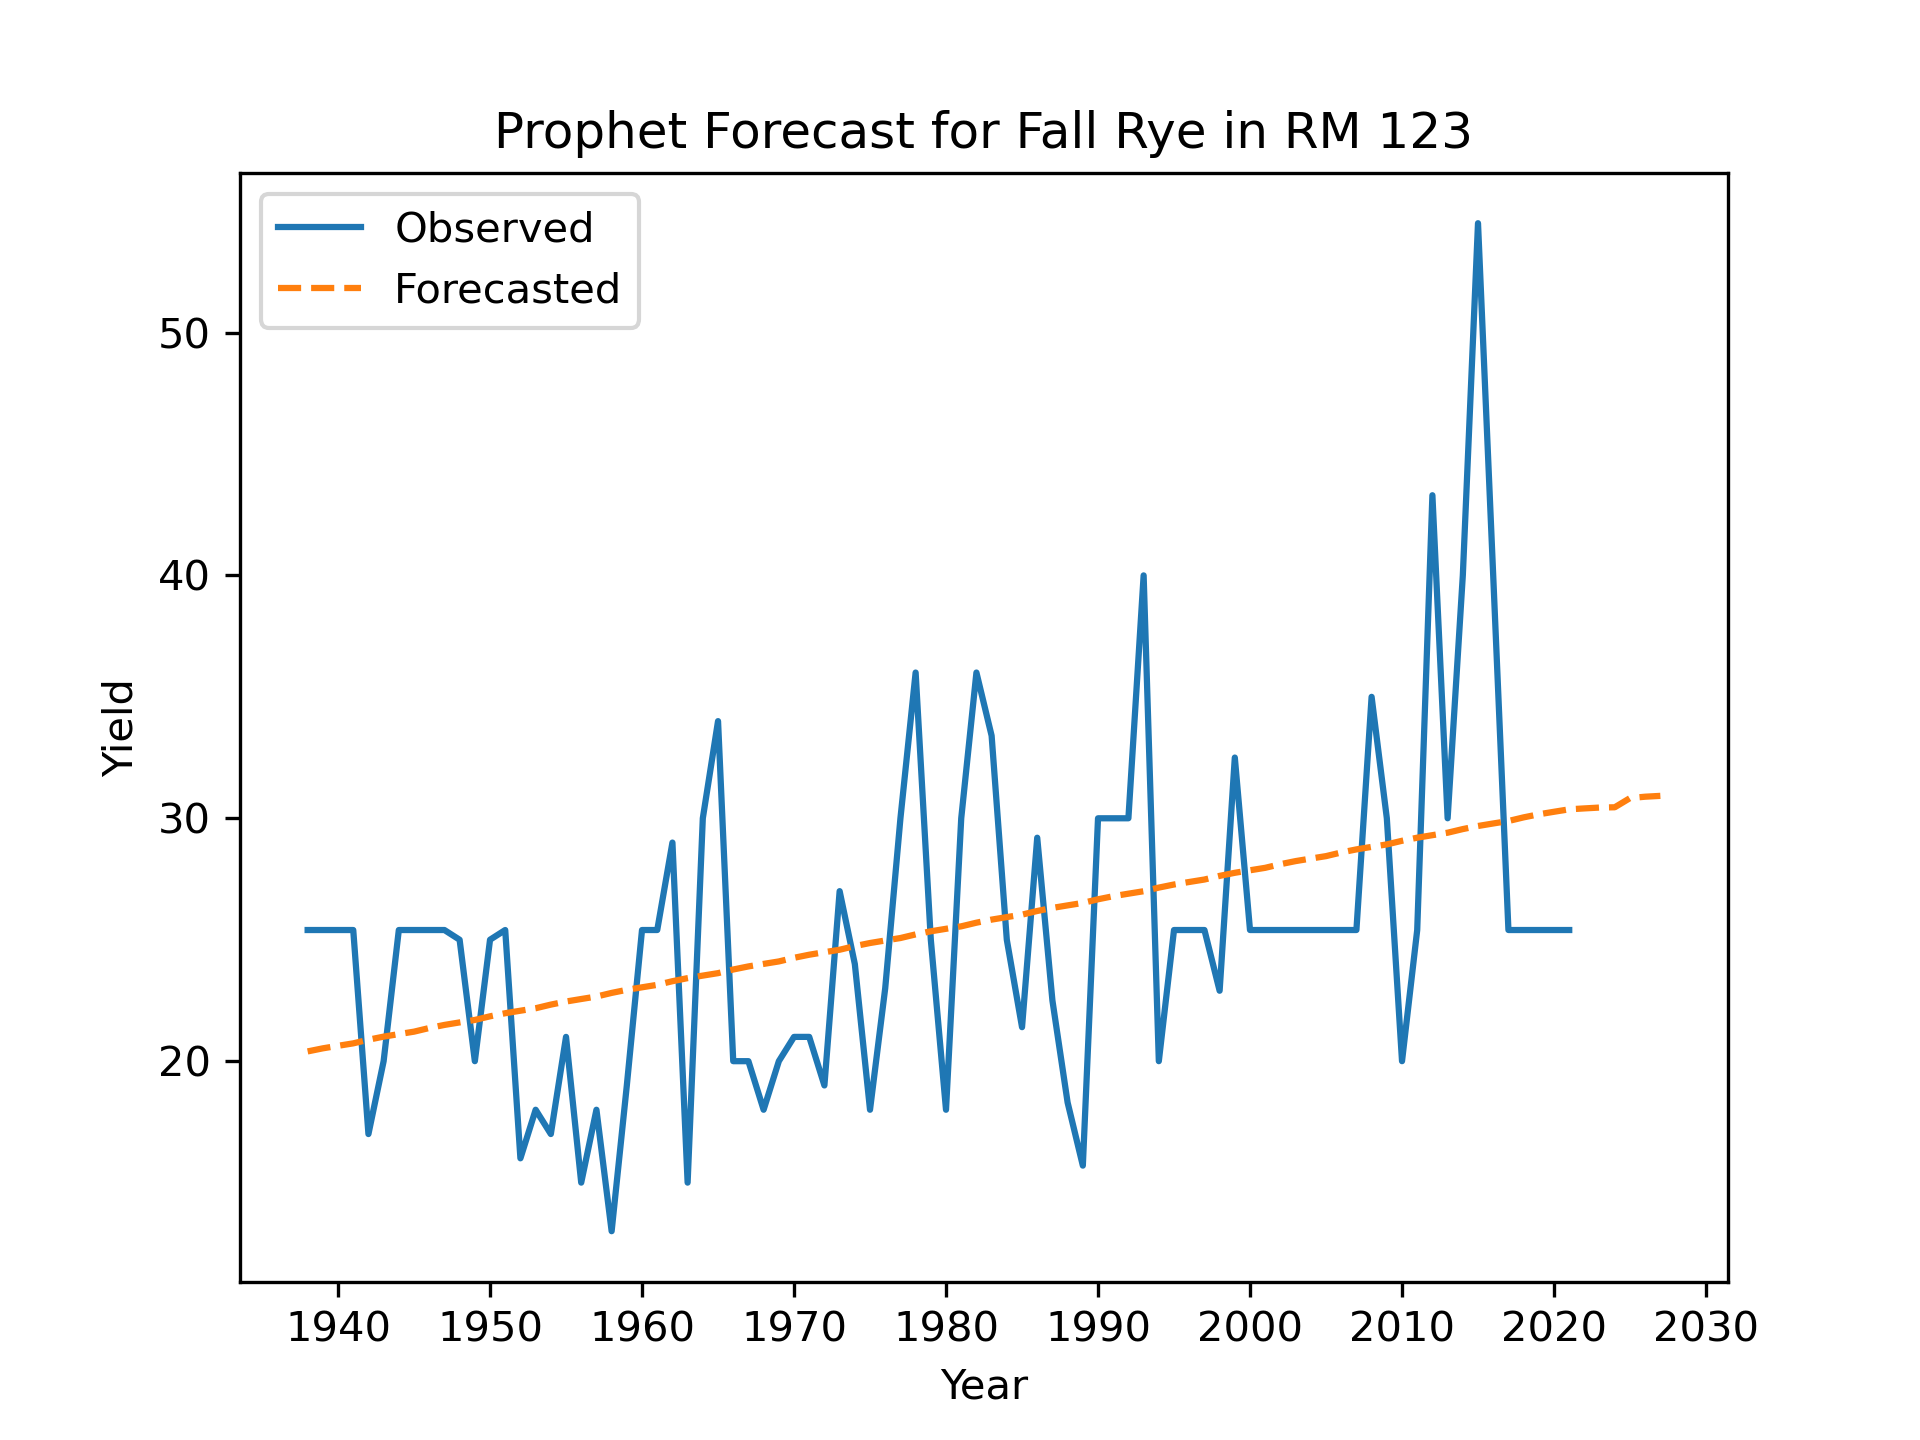 Prophet Forecast for Fall Rye in RM 123
Observed
Forecasted
50
40
30
20
Yield
1940 1950 1960 1970 1980 1990 2000 2010 2020 2030
Year